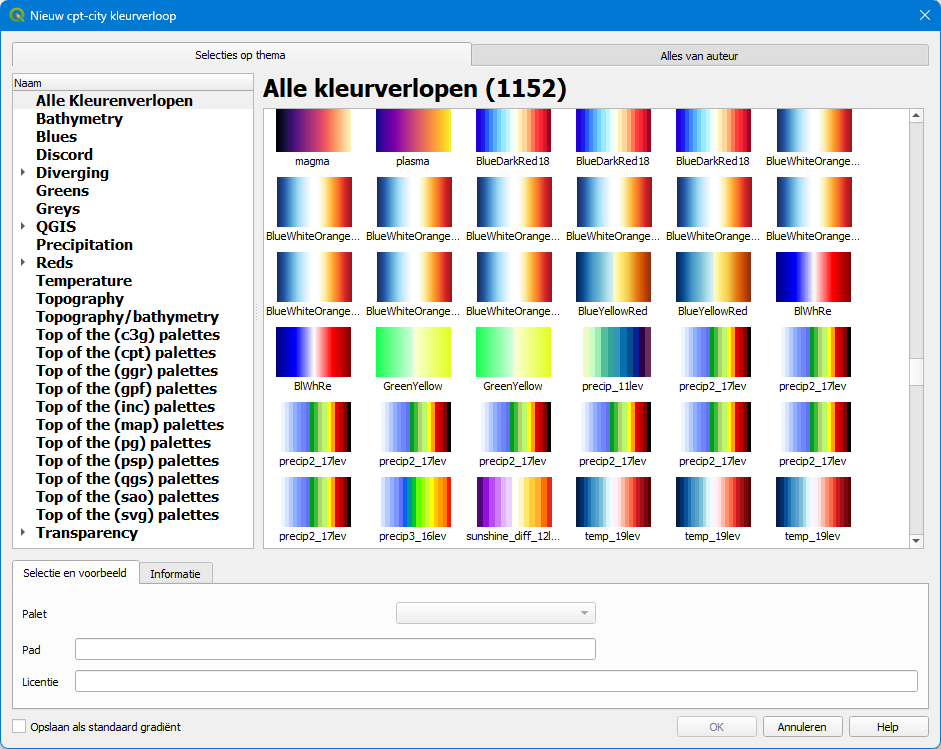 Nieuw cpt-city kleurverloop
Selecties op thema
Alles van auteur
Naam
Alle Kleurenverlopen
Bathymetry
Blues
Discord
Diverging
Greens
Greys
QGIS
Precipitation
Reds
Temperature
Topography
Topography/bathymetry
Top of the (c3g) palettes
Top of the (cpt) palettes
Top of the (ggr) palettes
Top of the (gpf) palettes
Top of the (inc) palettes
Top of the (map) palettes
Top of the (pg) palettes
Top of the (psp) palettes
Top of the (qgs) palettes
Top of the (sao) palettes
Top of the (svg) palettes
Transparency
Alle kleurverlopen (1152)
magma plasma BlueDarkRed18 BlueDarkRed18 BlueDarkRed18 BlueWhiteOrange...
BlueWhiteOrange... BlueWhiteOrange... BlueWhiteOrange... BlueWhiteOrange... BlueWhiteOrange... BlueWhiteOrange...
BlueWhiteOrange... BlueWhiteOrange... BlueWhiteOrange... BlueYellowRed BlueYellowRed BlWhRe
BlWhRe GreenYellow GreenYellow precip_11lev precip2_17lev precip2_17lev
precip2_17lev precip2_17lev precip2_17lev precip2_17lev precip2_17lev precip2_17lev
precip2_17lev precip3_16lev sunshine_diff_12l... temp_19lev temp_19lev temp_19lev
Selectie en voorbeeld
Informatie
Palet
Pad
Licentie
Opslaan als standaard gradiënt
OK
Annuleren
Help